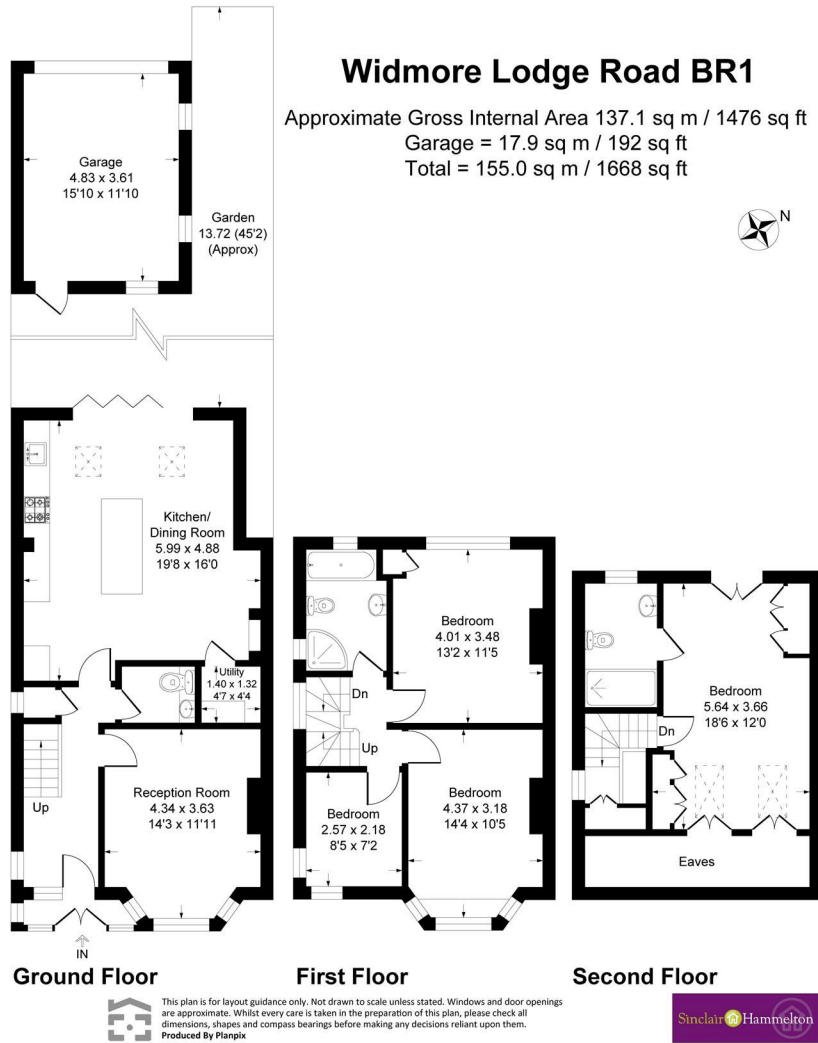 Widmore Lodge Road BR1
Approximate Gross Internal Area 137.1 sq m / 1476 sq ft
Garage = 17.9 sq m / 192 sq ft
Total = 155.0 sq m / 1668 sq ft
N
Garage
4.83 x 3.61
15'10 x 11'10
Garden
13.72 (45'2)
(Approx)
Kitchen/
Dining Room
5.99 x 4.88
19'8 x 16'0
Utility
1.40 x 1.32
4'7 x 4'4
Reception Room
4.34 x 3.63
14'3 x 11'11
Up
IN
Ground Floor
Bedroom
4.01 x 3.48
13'2 x 11'5
Dn
Up
Bedroom
2.57 x 2.18
8'5 x 7'2
Bedroom
4.37 x 3.18
14'4 x 10'5
First Floor
Bedroom
5.64 x 3.66
18'6 x 12'0
Dn
Eaves
Second Floor
This plan is for layout guidance only. Not drawn to scale unless stated. Windows and door openings
are approximate. Whilst every care is taken in the preparation of this plan, please check all
dimensions, shapes and compass bearings before making any decisions reliant upon them.
Produced By Planpix
Sinclair Hammelton